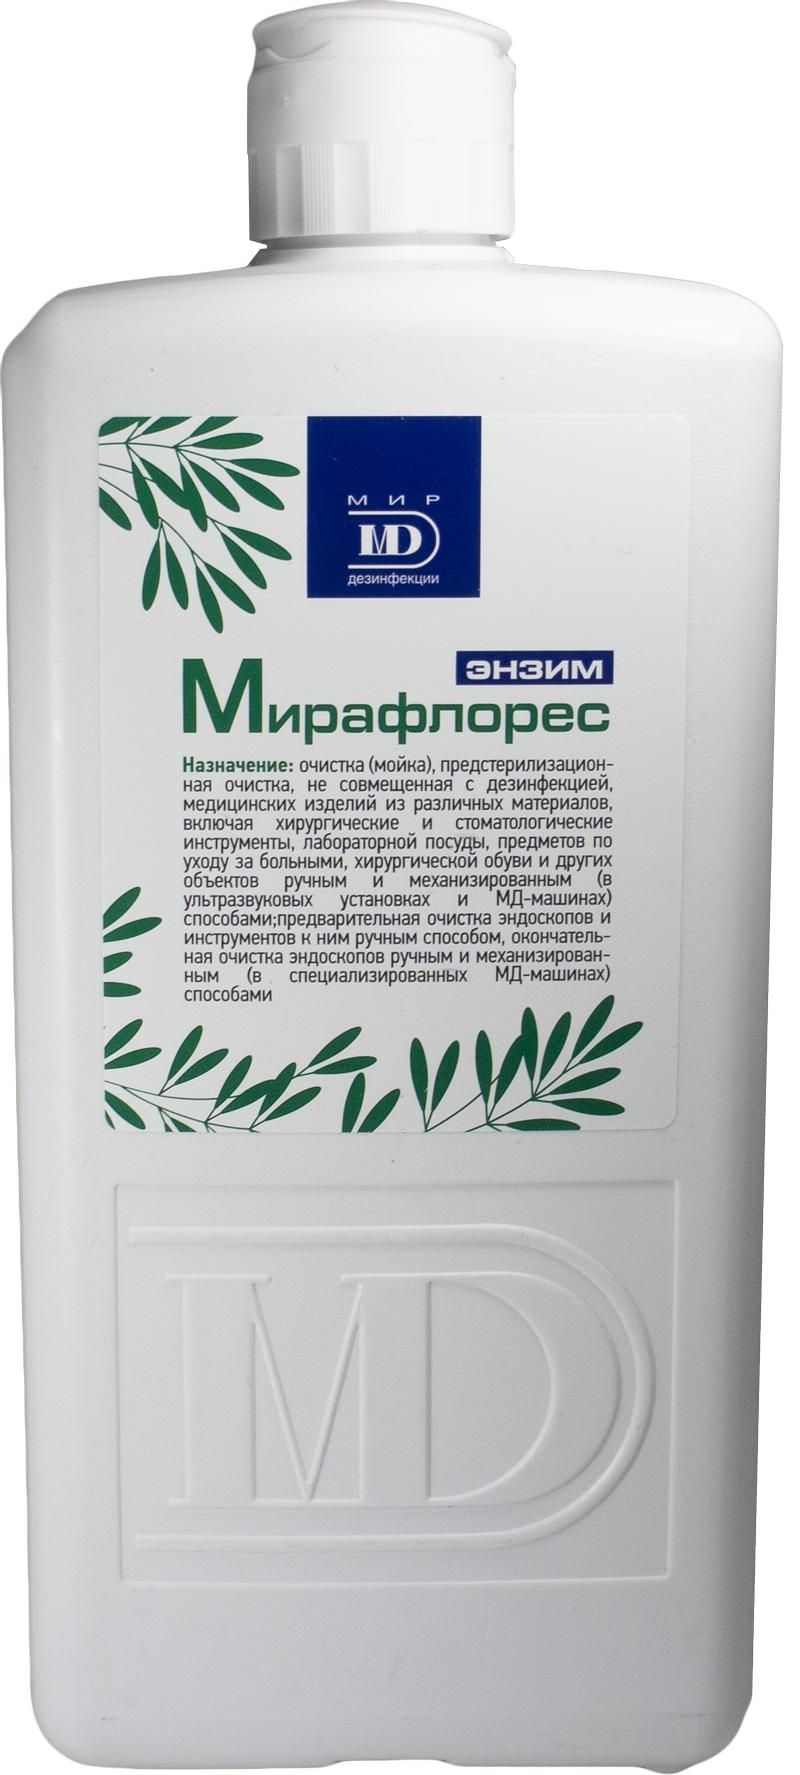 МИР
MD
дезинфекции
ЭНЗИМ
Мирафлорес
Назначение: очистка (мойка), предстерилизацион-
ная очистка, не совмещенная с дезинфекцией,
медицинских изделий из различных материалов,
включая хирургические и стоматологические
инструменты, лабораторной посуды, предметов по
уходу за больными, хирургической обуви и других
объектов ручным и механизированным (в
ультразвуковых установках и МД-машинах)
способами;предварительная очистка эндоскопов и
инструментов к ним ручным способом, окончатель-
ная очистка эндоскопов ручным и механизирован-
ным (в специализированных МД-машинах)
способами
MD